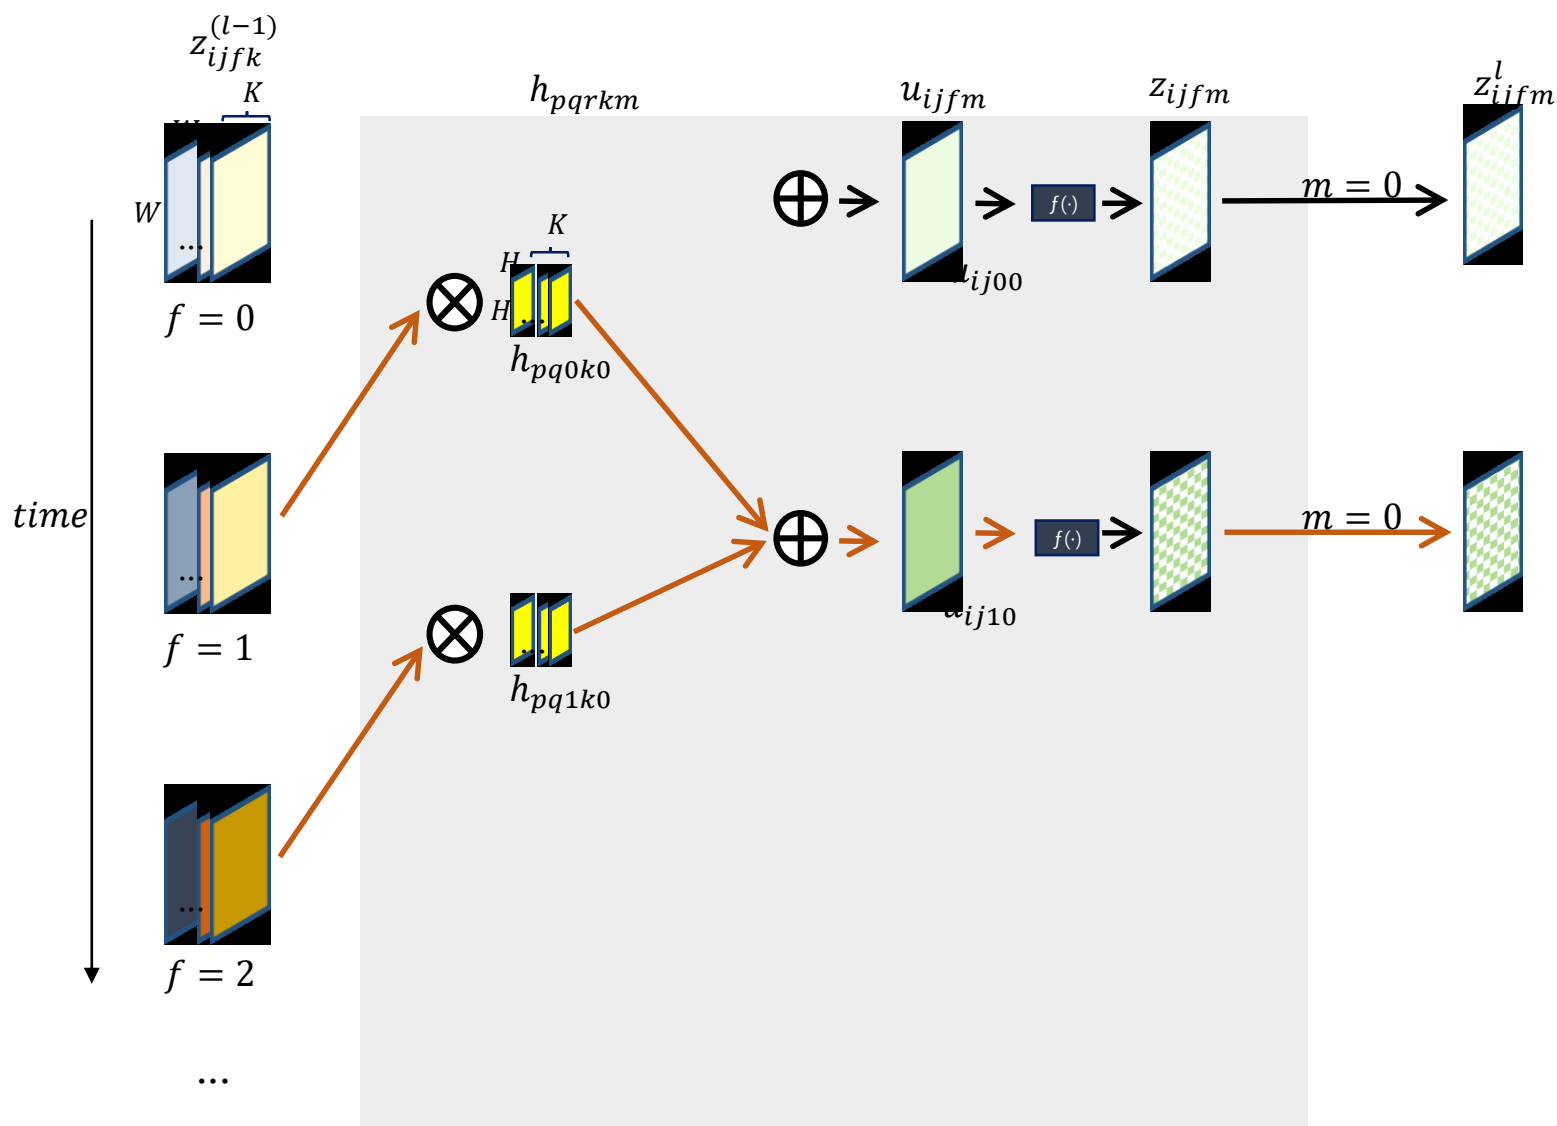 z_{ijfk}^{(l-1)}
K
h_{pqrkm}
u_{ijfm}
z_{ijfm}
z_{ijfm}^{l}
W
...
f = 0
K
H
H
...
h_{pq0k0}
f(·)
m = 0
u_{ij00}
time
...
f = 1
...
h_{pq1k0}
f(·)
m = 0
u_{ij10}
...
f = 2
...